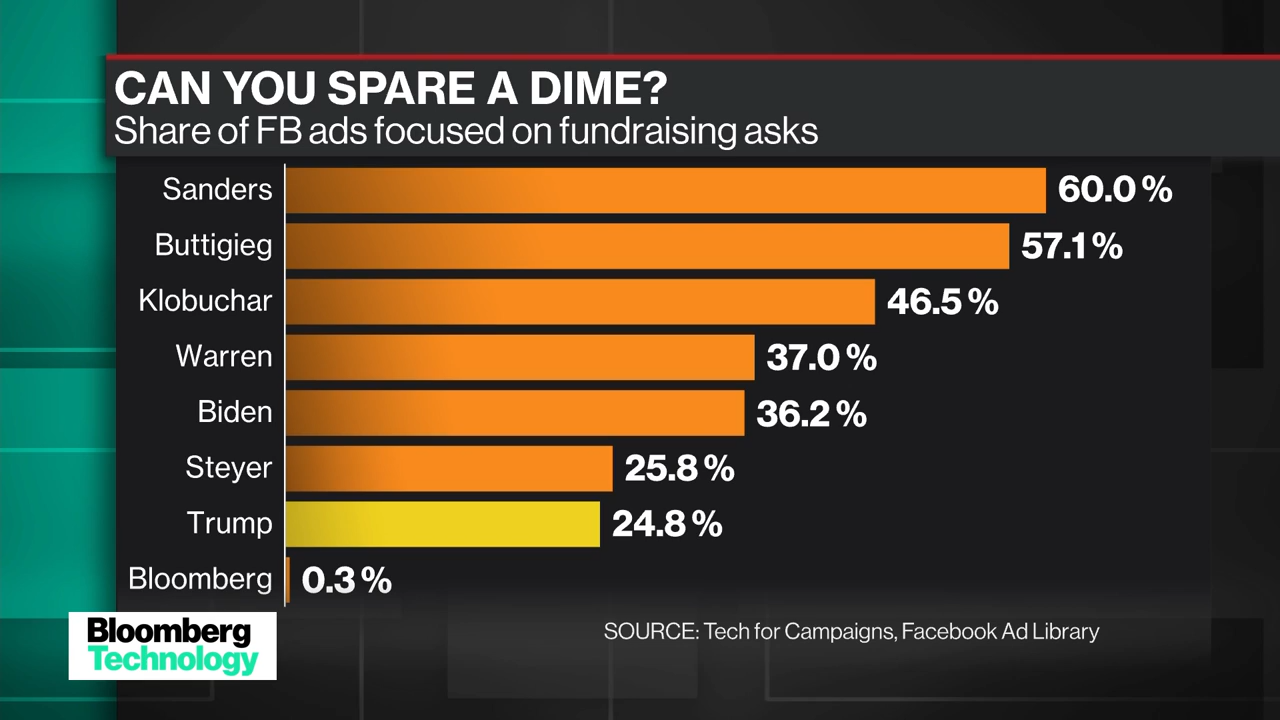 CAN YOU SPARE A DIME?
Share of FB ads focused on fundraising asks
Sanders 60.0%
Buttigieg 57.1%
Klobuchar 46.5%
Warren 37.0%
Biden 36.2%
Steyer 25.8%
Trump 24.8%
Bloomberg 0.3%
Bloomberg
Technology
SOURCE: Tech for Campaigns, Facebook Ad Library